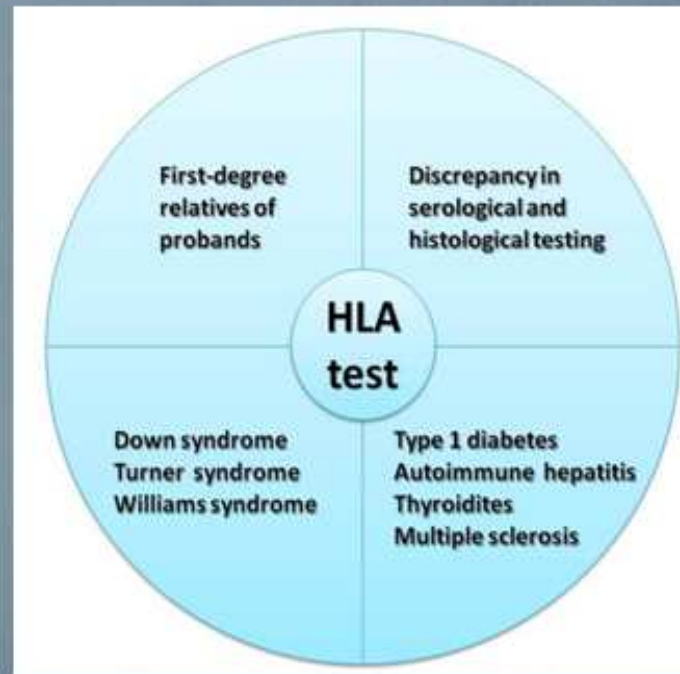 First-degree
relatives of
probands
Discrepancy in
serological and
histological testing
HLA
test
Down syndrome
Turner syndrome
Williams syndrome
Type 1 diabetes
Autoimmune hepatitis
Thyroidites
Multiple sclerosis